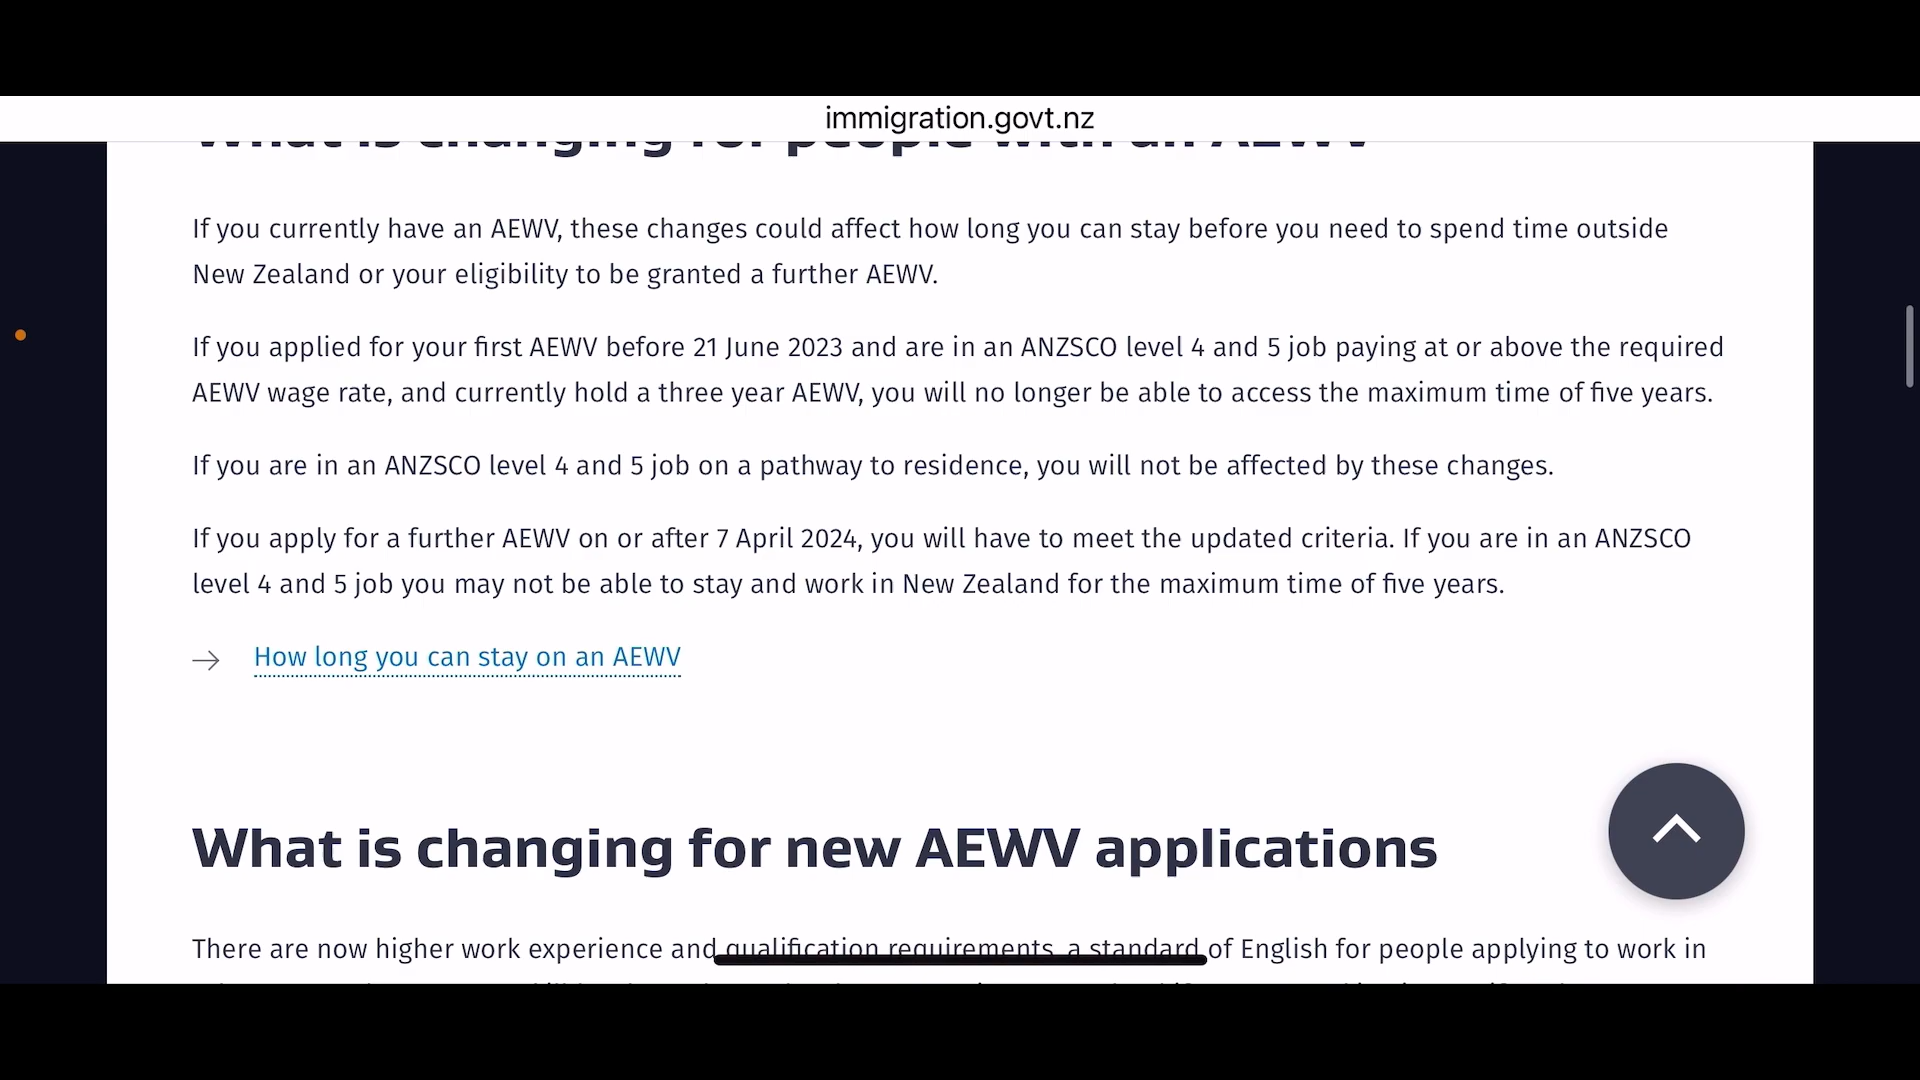 immigration.govt.nz
What is changing for people with an AEWV
If you currently have an AEWV, these changes could affect how long you can stay before you need to spend time outside
New Zealand or your eligibility to be granted a further AEWV.
If you applied for your first AEWV before 21 June 2023 and are in an ANZSCO level 4 and 5 job paying at or above the required
AEWV wage rate, and currently hold a three year AEWV, you will no longer be able to access the maximum time of five years.
If you are in an ANZSCO level 4 and 5 job on a pathway to residence, you will not be affected by these changes.
If you apply for a further AEWV on or after 7 April 2024, you will have to meet the updated criteria. If you are in an ANZSCO
level 4 and 5 job you may not be able to stay and work in New Zealand for the maximum time of five years.
→ How long you can stay on an AEWV
What is changing for new AEWV applications
There are now higher work experience and qualification requirements, a standard of English for people applying to work in